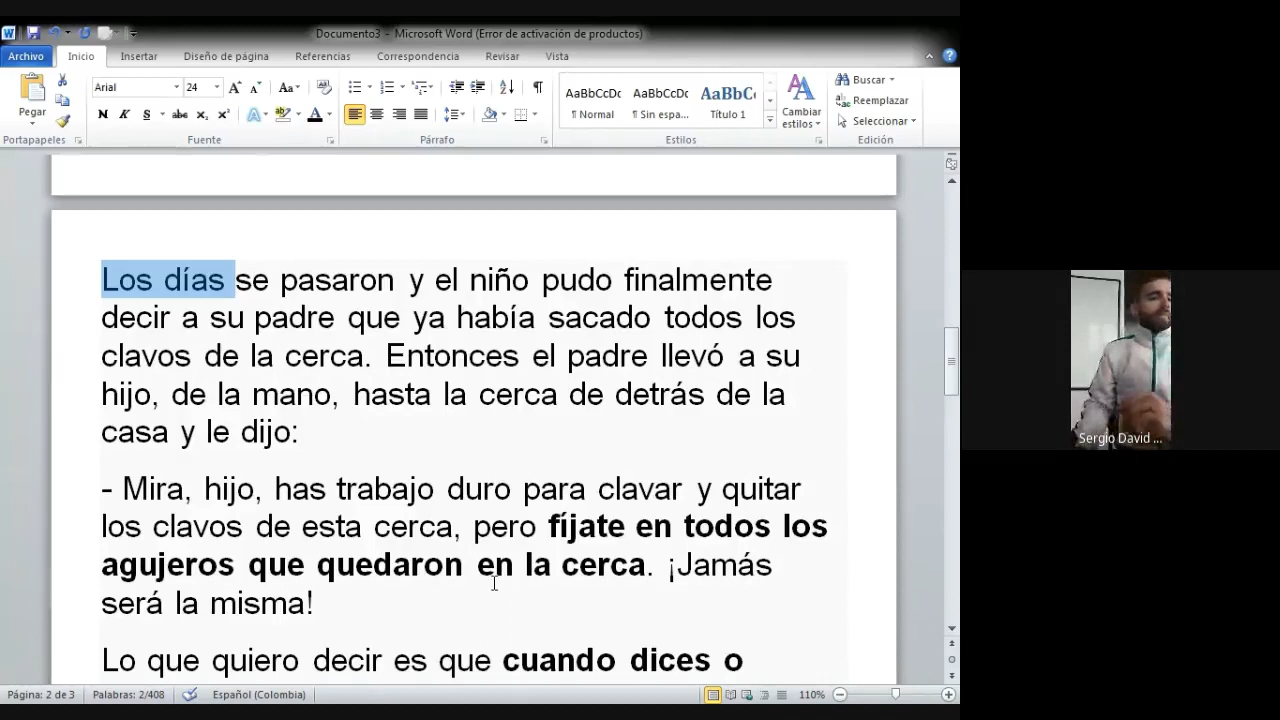 Documento3 - Microsoft Word (Error de activación de productos)
Archivo Inicio Insertar Diseño de página Referencias Correspondencia Revisar Vista
Arial 24 Aa
Buscar
AaBbCcDc AaBbCcDc AaBbC
Reemplazar
Pegar N K S abc x₂ x² A A
¶ Normal ¶ Sin espa... Título 1
Cambiar estilos
Seleccionar
Portapapeles Fuente Párrafo Estilos Edición
Los días se pasaron y el niño pudo finalmente
decir a su padre que ya había sacado todos los
clavos de la cerca. Entonces el padre llevó a su
hijo, de la mano, hasta la cerca de detrás de la
casa y le dijo:
- Mira, hijo, has trabajo duro para clavar y quitar
los clavos de esta cerca, pero fíjate en todos los
agujeros que quedaron en la cerca. ¡Jamás
será la misma!
Lo que quiero decir es que cuando dices o
Página: 2 de 3 Palabras: 2/408 Español (Colombia) 110%
Sergio David ...